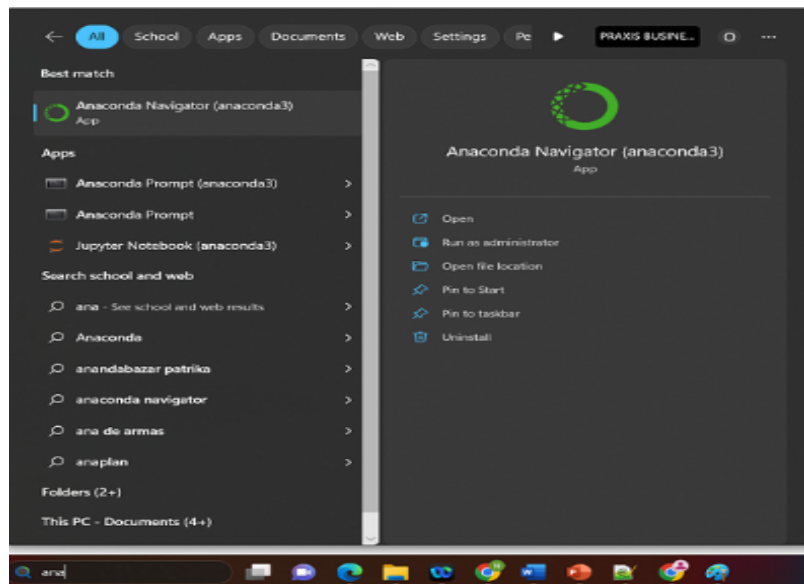 All School Apps Documents Web Settings Pe PRAXIS BUSINE...
Best match
Anaconda Navigator (anaconda3)
App
Apps
Anaconda Prompt (anaconda3)
Anaconda Prompt
Jupyter Notebook (anaconda3)
Search school and web
ana - See school and web results
Anaconda
anandabazar patrika
anaconda navigator
ana de armas
anaplan
Folders (2+)
This PC - Documents (4+)
Anaconda Navigator (anaconda3)
App
Open
Run as administrator
Open file location
Pin to Start
Pin to taskbar
Uninstall
ana